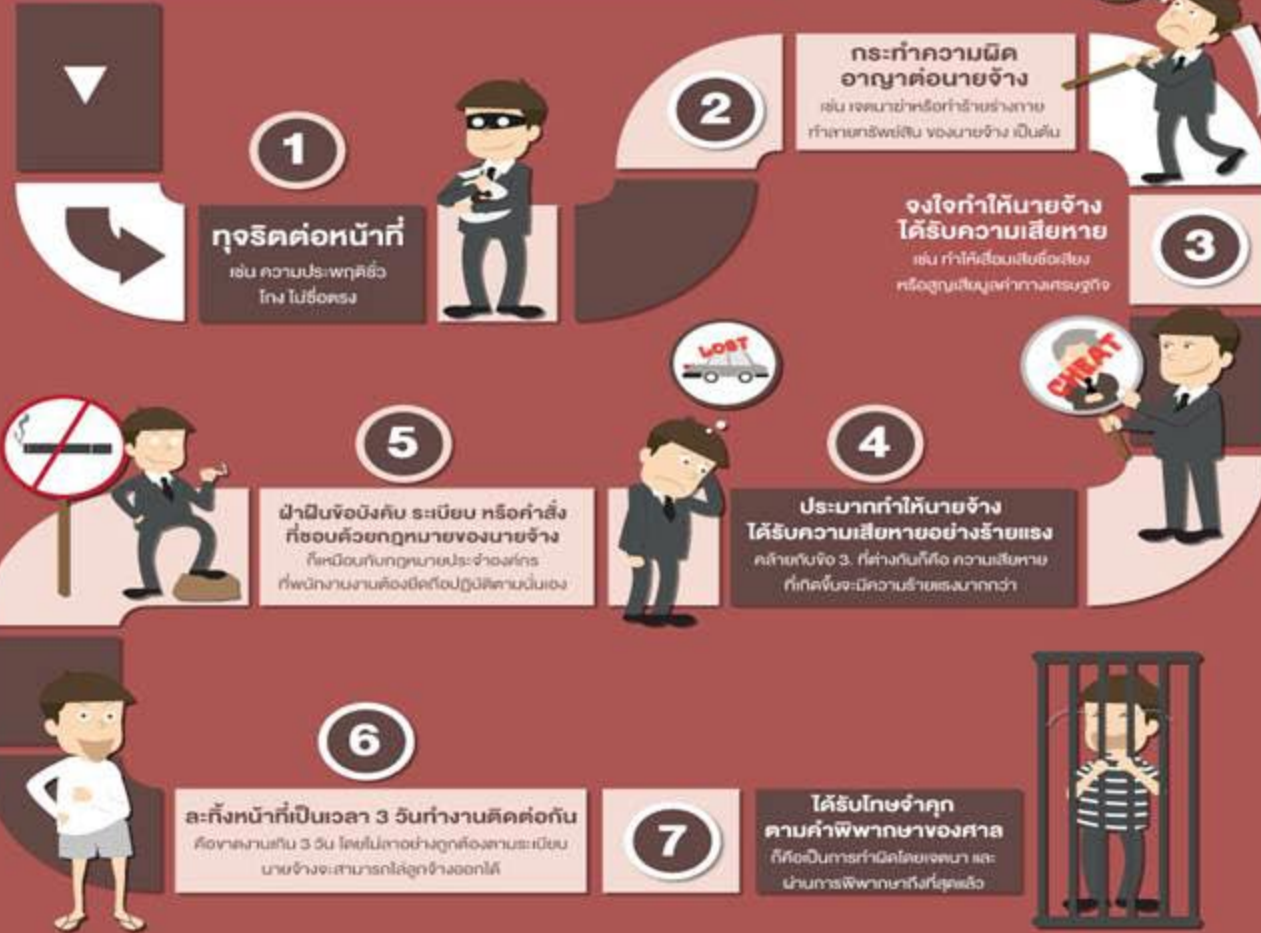 1
ทุจริตต่อหน้าที่
เช่น ความประพฤติชั่ว
โกง ไม่ซื่อตรง
2
กระทำความผิด
อาญาต่อนายจ้าง
เช่น เจตนาฆ่าหรือทำร้ายร่างกาย
ทำลายทรัพย์สิน ของนายจ้าง เป็นต้น
3
จงใจทำให้นายจ้าง
ได้รับความเสียหาย
เช่น ทำให้เสื่อมเสียชื่อเสียง
หรือสูญเสียมูลค่าทางเศรษฐกิจ
CHEAT
4
ประมาททำให้นายจ้าง
ได้รับความเสียหายอย่างร้ายแรง
คล้ายกับข้อ 3. ที่ต่างกันก็คือ ความเสียหาย
ที่เกิดขึ้นจะมีความร้ายแรงมากกว่า
LOST
5
ฝ่าฝืนข้อบังคับ ระเบียบ หรือคำสั่ง
ที่ชอบด้วยกฎหมายของนายจ้าง
ก็เหมือนกับกฎหมายประจำองค์กร
ที่พนักงานงานต้องยึดถือปฏิบัติตามนั่นเอง
6
ละทิ้งหน้าที่เป็นเวลา 3 วันทำงานติดต่อกัน
คือขาดงานเกิน 3 วัน โดยไม่ลาอย่างถูกต้องตามระเบียบ
นายจ้างจะสามารถไล่ลูกจ้างออกได้
7
ได้รับโทษจำคุก
ตามคำพิพากษาของศาล
ก็คือเป็นการทำผิดโดยเจตนา และ
ผ่านการพิพากษาถึงที่สุดแล้ว